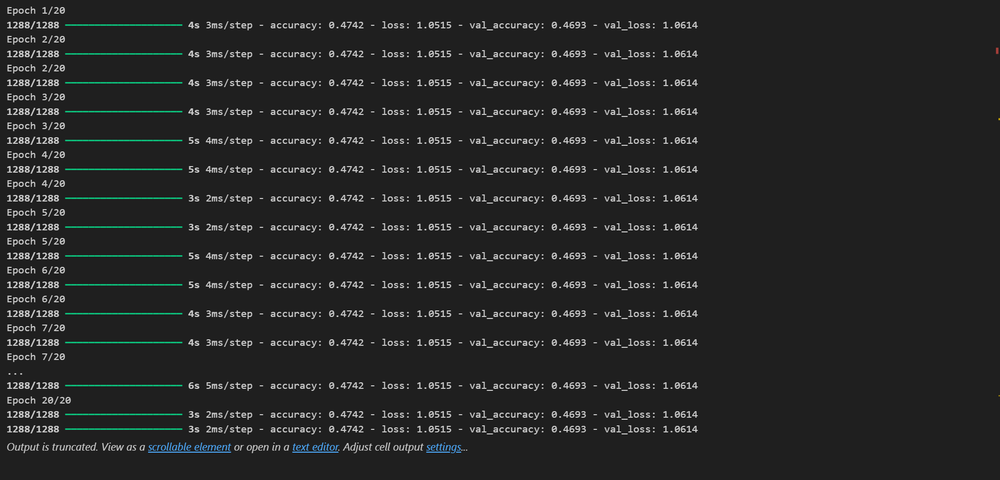 Epoch 1/20
1288/1288 ━━━━━━━━━━━━━━━━━━━━ 4s 3ms/step - accuracy: 0.4742 - loss: 1.0515 - val_accuracy: 0.4693 - val_loss: 1.0614
Epoch 2/20
1288/1288 ━━━━━━━━━━━━━━━━━━━━ 4s 3ms/step - accuracy: 0.4742 - loss: 1.0515 - val_accuracy: 0.4693 - val_loss: 1.0614
Epoch 2/20
1288/1288 ━━━━━━━━━━━━━━━━━━━━ 4s 3ms/step - accuracy: 0.4742 - loss: 1.0515 - val_accuracy: 0.4693 - val_loss: 1.0614
Epoch 3/20
1288/1288 ━━━━━━━━━━━━━━━━━━━━ 4s 3ms/step - accuracy: 0.4742 - loss: 1.0515 - val_accuracy: 0.4693 - val_loss: 1.0614
Epoch 3/20
1288/1288 ━━━━━━━━━━━━━━━━━━━━ 5s 4ms/step - accuracy: 0.4742 - loss: 1.0515 - val_accuracy: 0.4693 - val_loss: 1.0614
Epoch 4/20
1288/1288 ━━━━━━━━━━━━━━━━━━━━ 5s 4ms/step - accuracy: 0.4742 - loss: 1.0515 - val_accuracy: 0.4693 - val_loss: 1.0614
Epoch 4/20
1288/1288 ━━━━━━━━━━━━━━━━━━━━ 3s 2ms/step - accuracy: 0.4742 - loss: 1.0515 - val_accuracy: 0.4693 - val_loss: 1.0614
Epoch 5/20
1288/1288 ━━━━━━━━━━━━━━━━━━━━ 3s 2ms/step - accuracy: 0.4742 - loss: 1.0515 - val_accuracy: 0.4693 - val_loss: 1.0614
Epoch 5/20
1288/1288 ━━━━━━━━━━━━━━━━━━━━ 5s 4ms/step - accuracy: 0.4742 - loss: 1.0515 - val_accuracy: 0.4693 - val_loss: 1.0614
Epoch 6/20
1288/1288 ━━━━━━━━━━━━━━━━━━━━ 5s 4ms/step - accuracy: 0.4742 - loss: 1.0515 - val_accuracy: 0.4693 - val_loss: 1.0614
Epoch 6/20
1288/1288 ━━━━━━━━━━━━━━━━━━━━ 4s 3ms/step - accuracy: 0.4742 - loss: 1.0515 - val_accuracy: 0.4693 - val_loss: 1.0614
Epoch 7/20
1288/1288 ━━━━━━━━━━━━━━━━━━━━ 4s 3ms/step - accuracy: 0.4742 - loss: 1.0515 - val_accuracy: 0.4693 - val_loss: 1.0614
Epoch 7/20
...
1288/1288 ━━━━━━━━━━━━━━━━━━━━ 6s 5ms/step - accuracy: 0.4742 - loss: 1.0515 - val_accuracy: 0.4693 - val_loss: 1.0614
Epoch 20/20
1288/1288 ━━━━━━━━━━━━━━━━━━━━ 3s 2ms/step - accuracy: 0.4742 - loss: 1.0515 - val_accuracy: 0.4693 - val_loss: 1.0614
1288/1288 ━━━━━━━━━━━━━━━━━━━━ 3s 2ms/step - accuracy: 0.4742 - loss: 1.0515 - val_accuracy: 0.4693 - val_loss: 1.0614
Output is truncated. View as a scrollable element or open in a text editor. Adjust cell output settings...